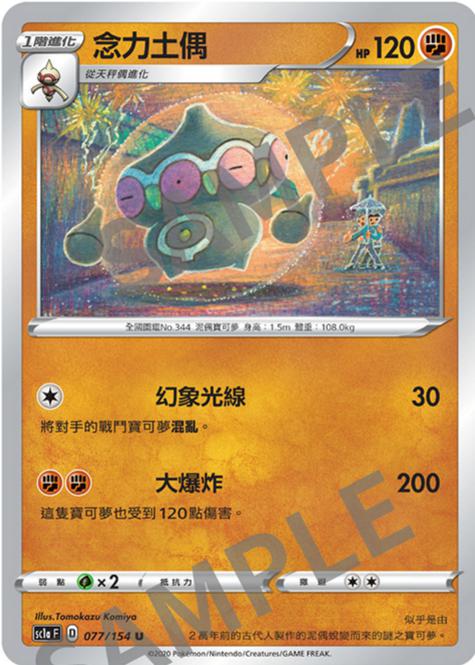 1階進化
念力土偶
HP 120
從天秤偶進化
SAMPLE
全國圖鑑No.344 泥偶寶可夢 身高：1.5m 體重：108.0kg
幻象光線 30
將對手的戰鬥寶可夢混亂。
大爆炸 200
這隻寶可夢也受到120點傷害。
SAMPLE
弱點 ×2 抵抗力 撤退
Illus.Tomokazu Komiya
sc1a F D 077/154 U
似乎是由
2萬年前的古代人製作的泥偶蛻變而來的謎之寶可夢。
©2020 Pokémon/Nintendo/Creatures/GAME FREAK.